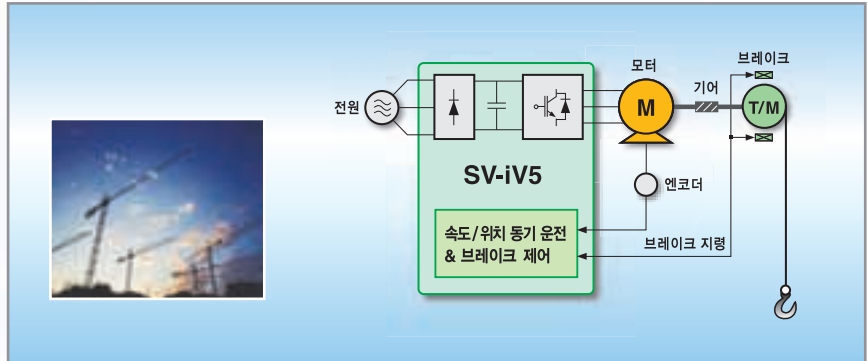 브레이크
모터
기어
전원
M
T/M
SV-iV5
엔코더
속도/위치 동기 운전
& 브레이크 제어
브레이크 지령